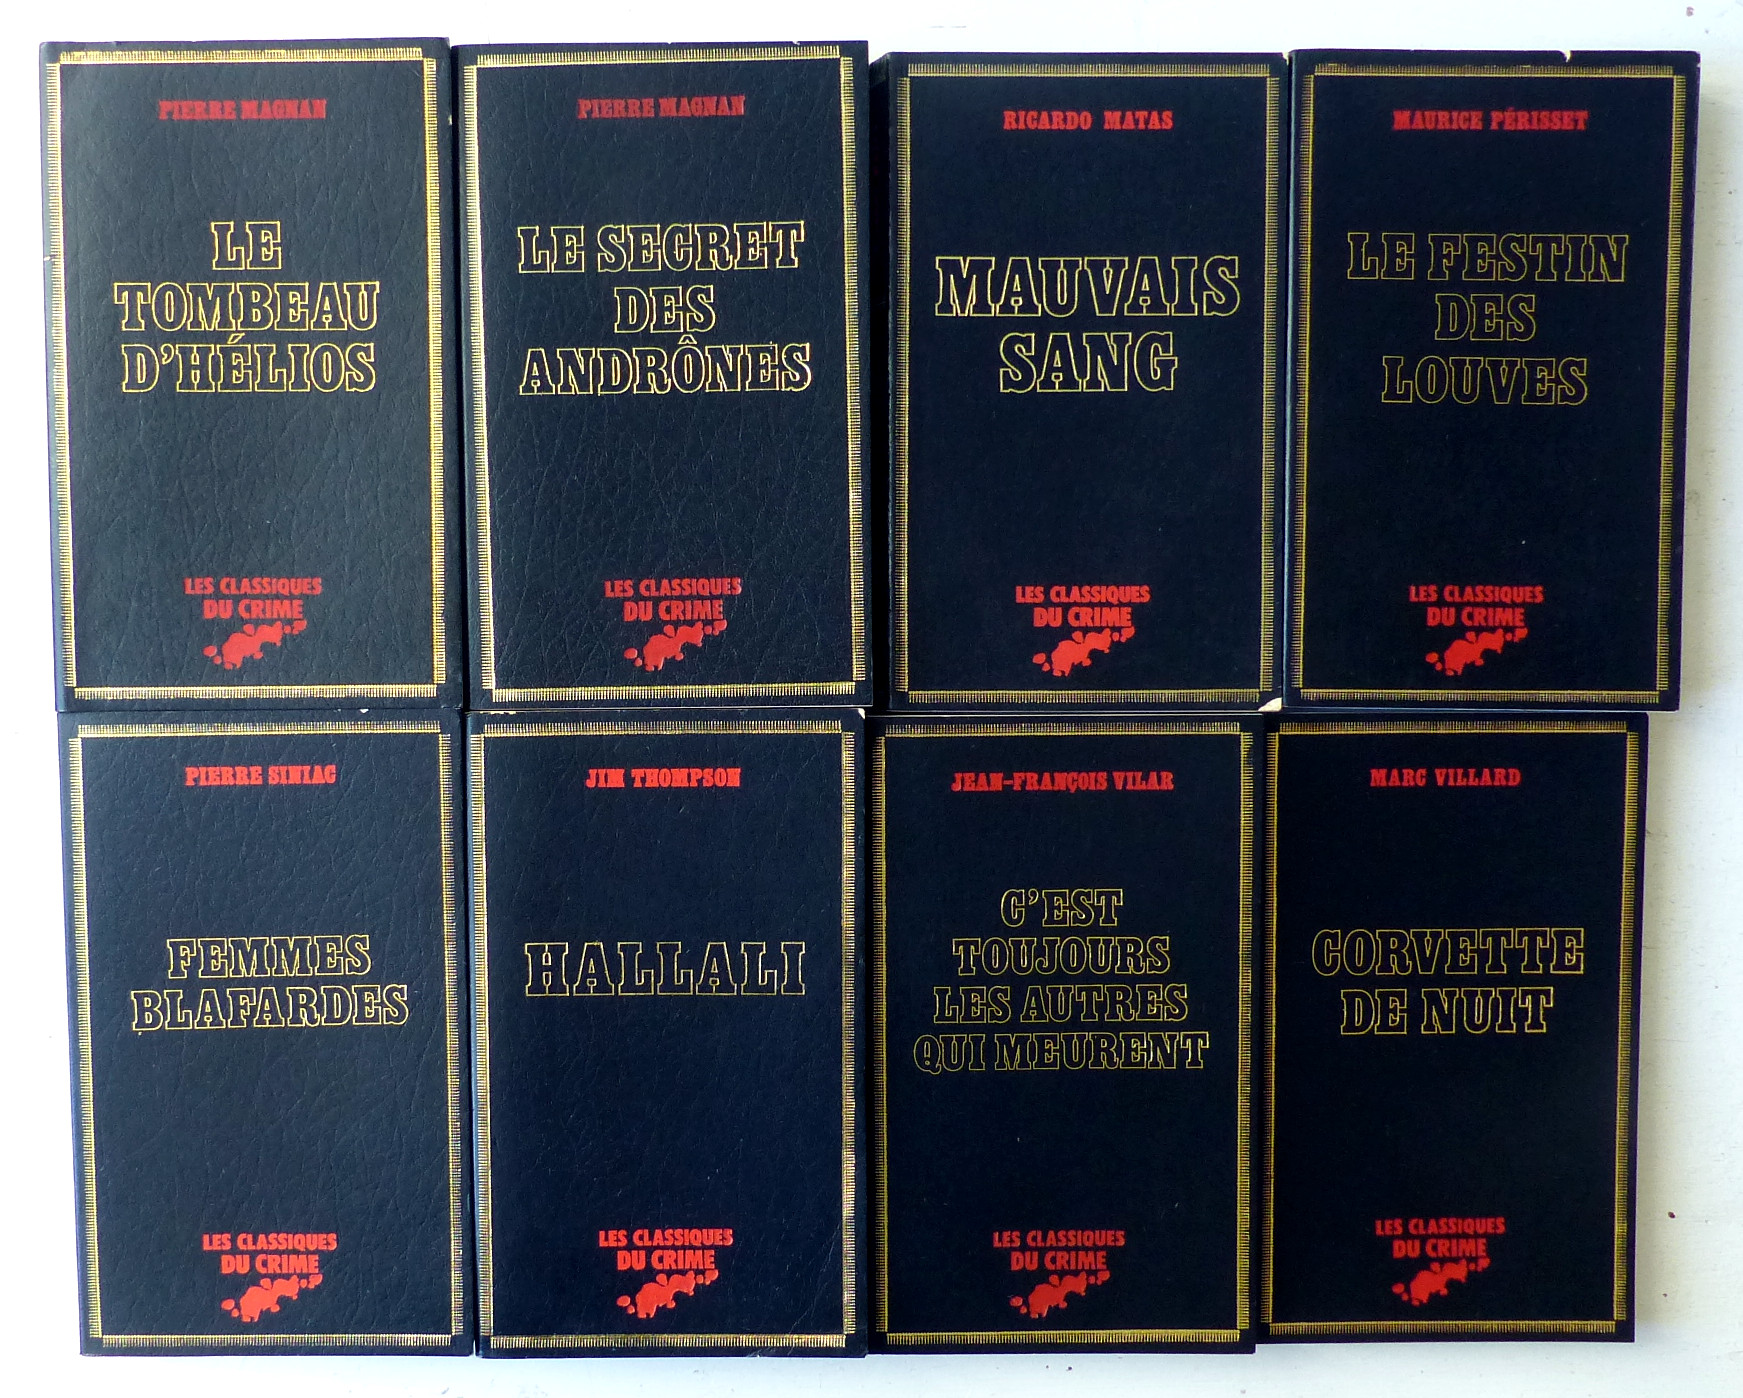 PIERRE MAGNAN
LE
TOMBEAU
D'HÉLIOS
LES CLASSIQUES
DU CRIME
PIERRE MAGNAN
LE SECRET
DES
ANDRÔNES
LES CLASSIQUES
DU CRIME
RICARDO MATAS
MAUVAIS
SANG
LES CLASSIQUES
DU CRIME
MAURICE PÉRISSET
LE FESTIN
DES
LOUVES
LES CLASSIQUES
DU CRIME
PIERRE SINIAC
FEMMES
BLAFARDES
LES CLASSIQUES
DU CRIME
JIM THOMPSON
HALLALI
LES CLASSIQUES
DU CRIME
JEAN-FRANÇOIS VILAR
C'EST
TOUJOURS
LES AUTRES
QUI MEURENT
LES CLASSIQUES
DU CRIME
MARC VILLARD
CORVETTE
DE NUIT
LES CLASSIQUES
DU CRIME